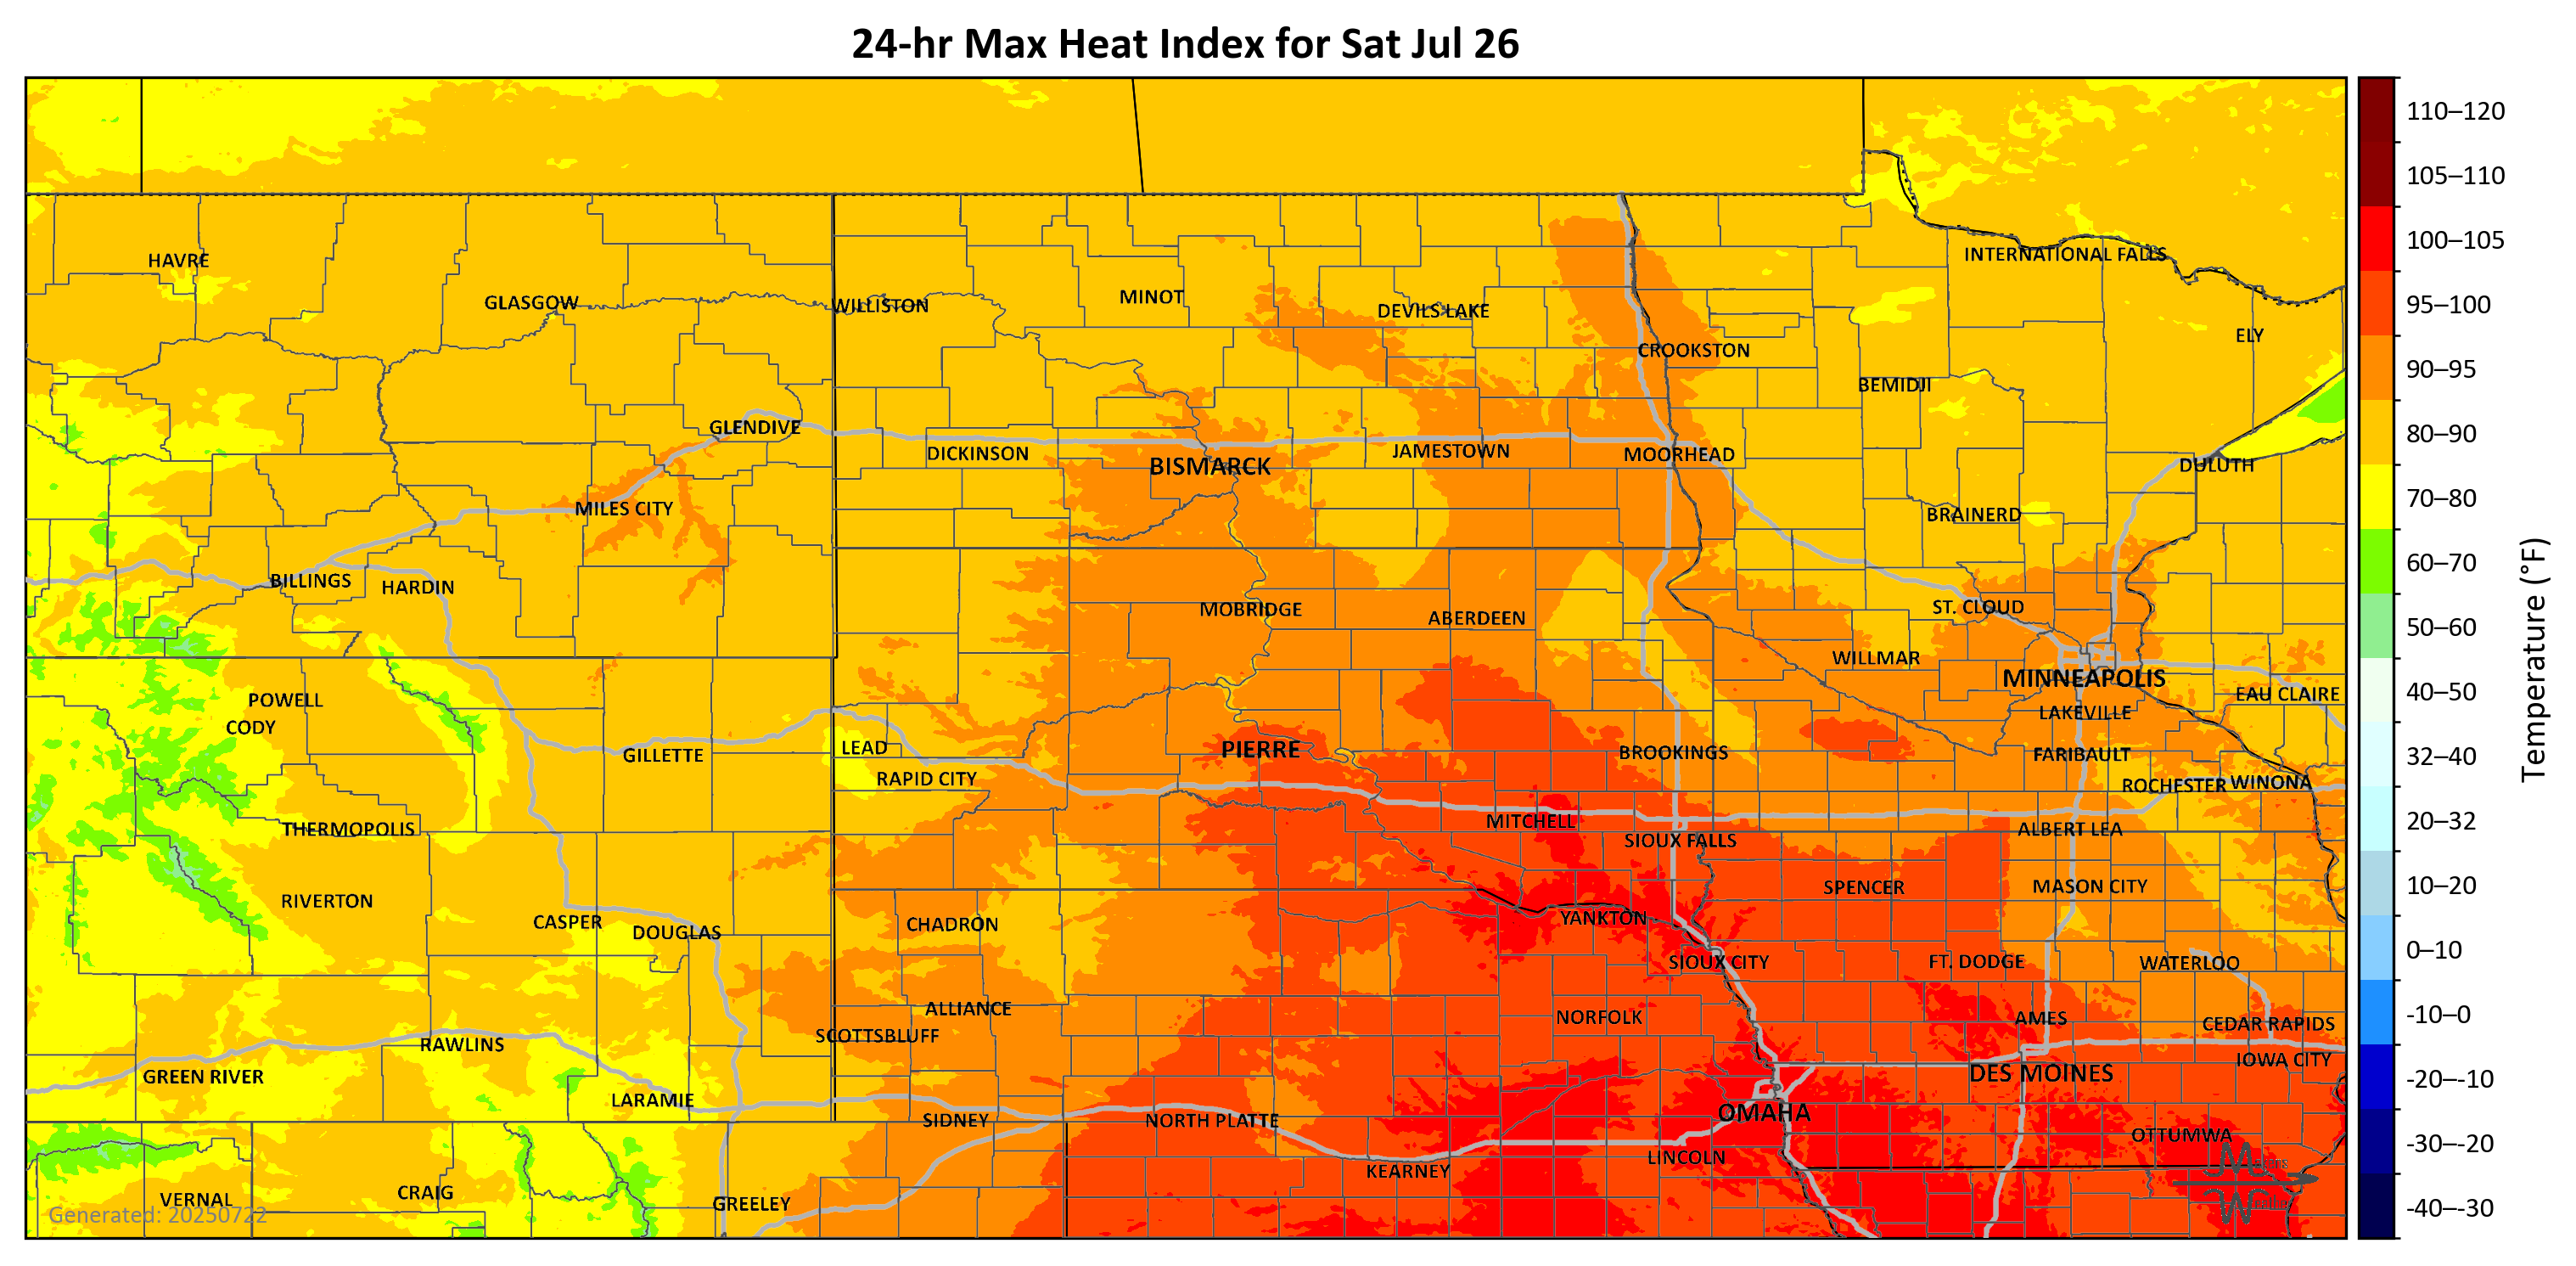 24-hr Max Heat Index for Sat Jul 26
110–120
105–110
100–105
95–100
90–95
80–90
70–80
60–70
50–60
40–50
32–40
20–32
10–20
0–10
-10–0
-20–-10
-30–-20
-40–-30
Temperature (°F)
HAVRE
INTERNATIONAL FALLS
GLASGOW
WILLISTON
MINOT
DEVILS LAKE
ELY
CROOKSTON
BEMIDJI
GLENDIVE
DICKINSON
BISMARCK
JAMESTOWN
MOORHEAD
DULUTH
MILES CITY
BRAINERD
BILLINGS
HARDIN
MOBRIDGE
ABERDEEN
ST. CLOUD
WILLMAR
MINNEAPOLIS
EAU CLAIRE
POWELL
CODY
LAKEVILLE
GILLETTE
LEAD
PIERRE
BROOKINGS
FARIBAULT
RAPID CITY
ROCHESTER
WINONA
THERMOPOLIS
MITCHELL
SIOUX FALLS
ALBERT LEA
RIVERTON
SPENCER
MASON CITY
CASPER
DOUGLAS
CHADRON
YANKTON
SIOUX CITY
FT. DODGE
WATERLOO
ALLIANCE
SCOTTSBLUFF
NORFOLK
AMES
CEDAR RAPIDS
RAWLINS
IOWA CITY
GREEN RIVER
DES MOINES
LARAMIE
SIDNEY
NORTH PLATTE
OMAHA
OTTUMWA
KEARNEY
LINCOLN
VERNAL
CRAIG
GREELEY
Generated: 20250722